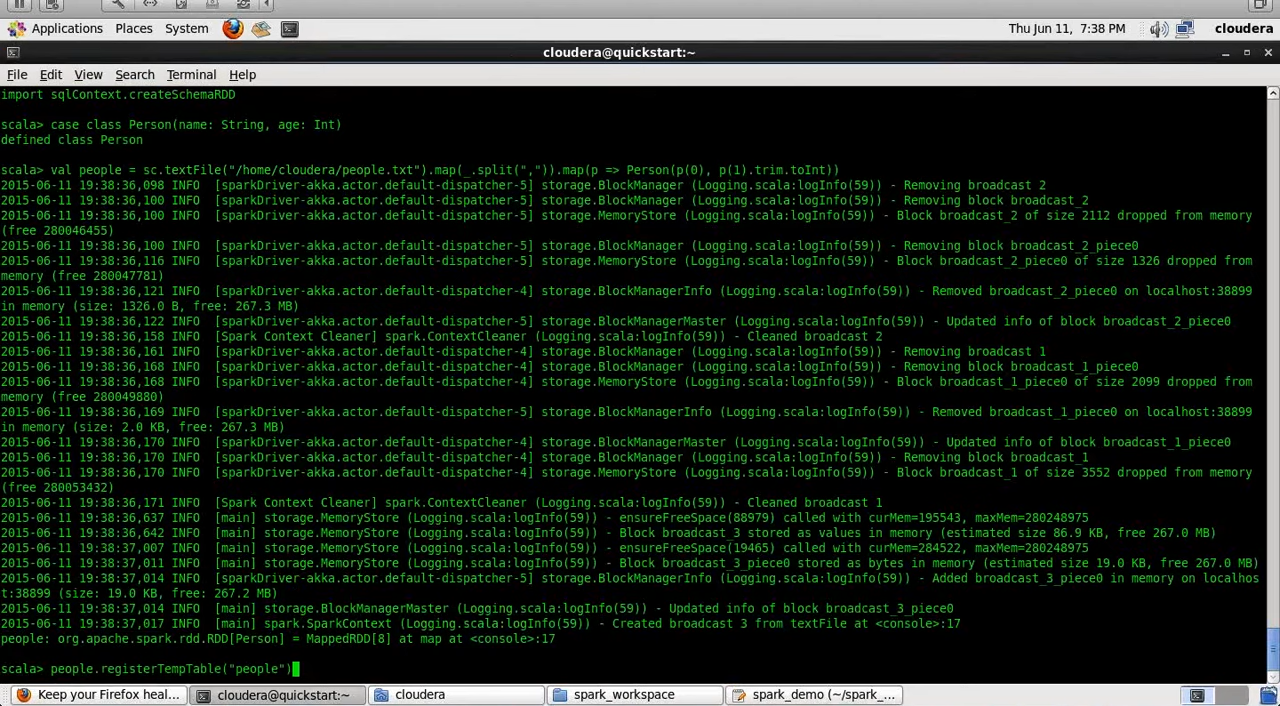 Applications Places System Thu Jun 11, 7:38 PM cloudera
cloudera@quickstart:~
File Edit View Search Terminal Help
import sqlContext.createSchemaRDD
scala> case class Person(name: String, age: Int)
defined class Person
scala> val people = sc.textFile("/home/cloudera/people.txt").map(_.split(",")).map(p => Person(p(0), p(1).trim.toInt))
2015-06-11 19:38:36,098 INFO  [sparkDriver-akka.actor.default-dispatcher-5] storage.BlockManager (Logging.scala:logInfo(59)) - Removing broadcast 2
2015-06-11 19:38:36,100 INFO  [sparkDriver-akka.actor.default-dispatcher-5] storage.BlockManager (Logging.scala:logInfo(59)) - Removing block broadcast_2
2015-06-11 19:38:36,100 INFO  [sparkDriver-akka.actor.default-dispatcher-5] storage.MemoryStore (Logging.scala:logInfo(59)) - Block broadcast_2 of size 2112 dropped from memory
(free 280046455)
2015-06-11 19:38:36,100 INFO  [sparkDriver-akka.actor.default-dispatcher-5] storage.BlockManager (Logging.scala:logInfo(59)) - Removing block broadcast_2_piece0
2015-06-11 19:38:36,116 INFO  [sparkDriver-akka.actor.default-dispatcher-5] storage.MemoryStore (Logging.scala:logInfo(59)) - Block broadcast_2_piece0 of size 1326 dropped from
memory (free 280047781)
2015-06-11 19:38:36,121 INFO  [sparkDriver-akka.actor.default-dispatcher-4] storage.BlockManagerInfo (Logging.scala:logInfo(59)) - Removed broadcast_2_piece0 on localhost:38899
in memory (size: 1326.0 B, free: 267.3 MB)
2015-06-11 19:38:36,122 INFO  [sparkDriver-akka.actor.default-dispatcher-5] storage.BlockManagerMaster (Logging.scala:logInfo(59)) - Updated info of block broadcast_2_piece0
2015-06-11 19:38:36,158 INFO  [Spark Context Cleaner] spark.ContextCleaner (Logging.scala:logInfo(59)) - Cleaned broadcast 2
2015-06-11 19:38:36,161 INFO  [sparkDriver-akka.actor.default-dispatcher-4] storage.BlockManager (Logging.scala:logInfo(59)) - Removing broadcast 1
2015-06-11 19:38:36,168 INFO  [sparkDriver-akka.actor.default-dispatcher-4] storage.BlockManager (Logging.scala:logInfo(59)) - Removing block broadcast_1_piece0
2015-06-11 19:38:36,168 INFO  [sparkDriver-akka.actor.default-dispatcher-4] storage.MemoryStore (Logging.scala:logInfo(59)) - Block broadcast_1_piece0 of size 2099 dropped from
memory (free 280049880)
2015-06-11 19:38:36,169 INFO  [sparkDriver-akka.actor.default-dispatcher-5] storage.BlockManagerInfo (Logging.scala:logInfo(59)) - Removed broadcast_1_piece0 on localhost:38899
in memory (size: 2.0 KB, free: 267.3 MB)
2015-06-11 19:38:36,170 INFO  [sparkDriver-akka.actor.default-dispatcher-4] storage.BlockManagerMaster (Logging.scala:logInfo(59)) - Updated info of block broadcast_1_piece0
2015-06-11 19:38:36,170 INFO  [sparkDriver-akka.actor.default-dispatcher-4] storage.BlockManager (Logging.scala:logInfo(59)) - Removing block broadcast_1
2015-06-11 19:38:36,170 INFO  [sparkDriver-akka.actor.default-dispatcher-4] storage.MemoryStore (Logging.scala:logInfo(59)) - Block broadcast_1 of size 3552 dropped from memory
(free 280053432)
2015-06-11 19:38:36,171 INFO  [Spark Context Cleaner] spark.ContextCleaner (Logging.scala:logInfo(59)) - Cleaned broadcast 1
2015-06-11 19:38:36,637 INFO  [main] storage.MemoryStore (Logging.scala:logInfo(59)) - ensureFreeSpace(88979) called with curMem=195543, maxMem=280248975
2015-06-11 19:38:36,642 INFO  [main] storage.MemoryStore (Logging.scala:logInfo(59)) - Block broadcast_3 stored as values in memory (estimated size 86.9 KB, free 267.0 MB)
2015-06-11 19:38:37,007 INFO  [main] storage.MemoryStore (Logging.scala:logInfo(59)) - ensureFreeSpace(19465) called with curMem=284522, maxMem=280248975
2015-06-11 19:38:37,011 INFO  [main] storage.MemoryStore (Logging.scala:logInfo(59)) - Block broadcast_3_piece0 stored as bytes in memory (estimated size 19.0 KB, free 267.0 MB)
2015-06-11 19:38:37,014 INFO  [sparkDriver-akka.actor.default-dispatcher-5] storage.BlockManagerInfo (Logging.scala:logInfo(59)) - Added broadcast_3_piece0 in memory on localhos
t:38899 (size: 19.0 KB, free: 267.2 MB)
2015-06-11 19:38:37,014 INFO  [main] storage.BlockManagerMaster (Logging.scala:logInfo(59)) - Updated info of block broadcast_3_piece0
2015-06-11 19:38:37,017 INFO  [main] spark.SparkContext (Logging.scala:logInfo(59)) - Created broadcast 3 from textFile at <console>:17
people: org.apache.spark.rdd.RDD[Person] = MappedRDD[8] at map at <console>:17
scala> people.registerTempTable("people")
Keep your Firefox heal... cloudera@quickstart:~ cloudera spark_workspace spark_demo (~/spark_...